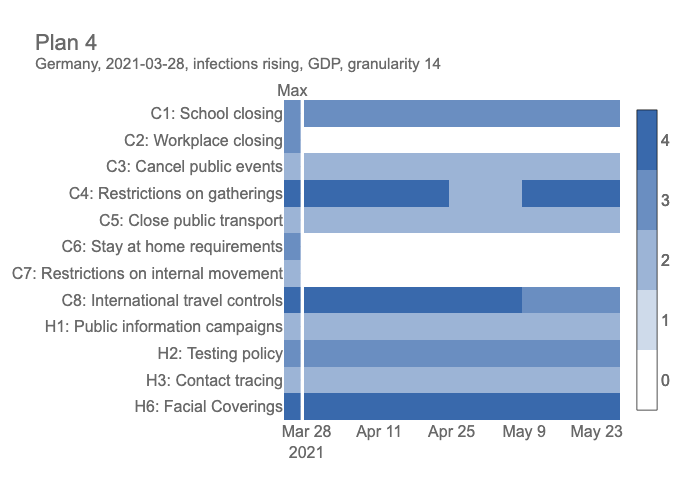 Plan 4
Germany, 2021-03-28, infections rising, GDP, granularity 14
Max
C1: School closing
C2: Workplace closing
C3: Cancel public events
C4: Restrictions on gatherings
C5: Close public transport
C6: Stay at home requirements
C7: Restrictions on internal movement
C8: International travel controls
H1: Public information campaigns
H2: Testing policy
H3: Contact tracing
H6: Facial Coverings
4
3
2
1
0
Mar 28 Apr 11 Apr 25 May 9 May 23
2021